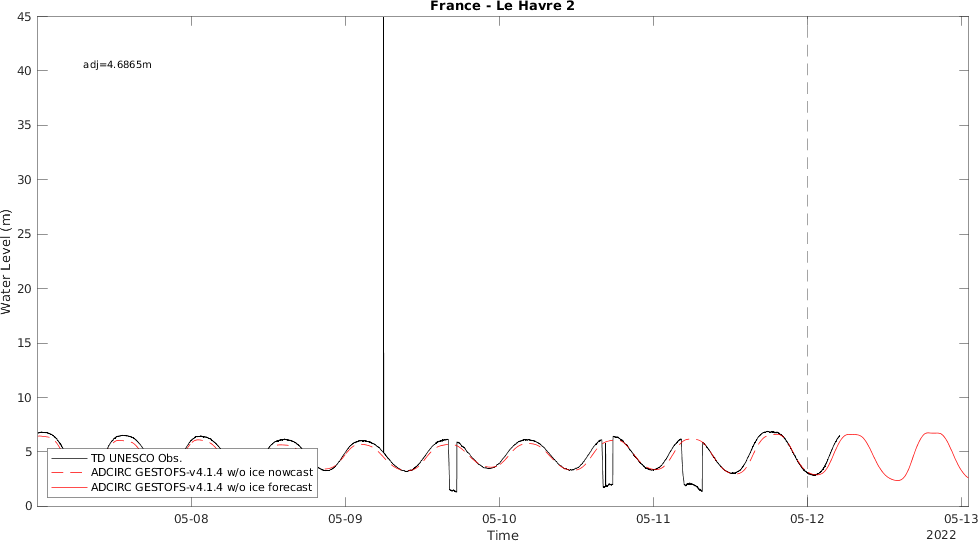 France - Le Havre 2
45
40
35
30
25
20
15
10
5
0
adj=4.6865m
Water Level (m)
TD UNESCO Obs.
ADCIRC GESTOFS-v4.1.4 w/o ice nowcast
ADCIRC GESTOFS-v4.1.4 w/o ice forecast
05-08 05-09 05-10 05-11 05-12 05-13
Time
2022